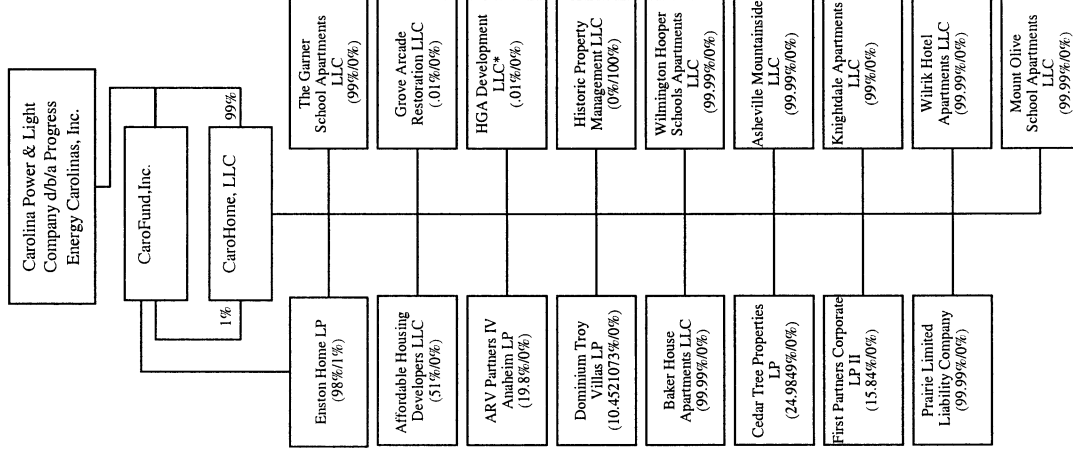 Carolina Power & Light
Company d/b/a Progress
Energy Carolinas, Inc.
CaroFund,Inc.
CaroHome, LLC
1%
99%
Enston Home LP
(98%/1%)
Affordable Housing
Developers LLC
(51%/0%)
ARV Partners IV
Anaheim LP
(19.8%/0%)
Dominium Troy
Villas LP
(10.4521073%/0%)
Baker House
Apartments LLC
(99.99%/0%)
Cedar Tree Properties
LP
(24.9849%/0%)
First Partners Corporate
LP II
(15.84%/0%)
Prairie Limited
Liability Company
(99.99%/0%)
The Garner
School Apartments
LLC
(99%/0%)
Grove Arcade
Restoration LLC
(.01%/0%)
HGA Development
LLC*
(.01%/0%)
Historic Property
Management LLC
(0%/100%)
Wilmington Hooper
Schools Apartments
LLC
(99.99%/0%)
Asheville Mountainside
LLC
(99.99%/0%)
Knightdale Apartments
LLC
(99%/0%)
Wilrik Hotel
Apartments LLC
(99.99%/0%)
Mount Olive
School Apartments
LLC
(99.99%/0%)